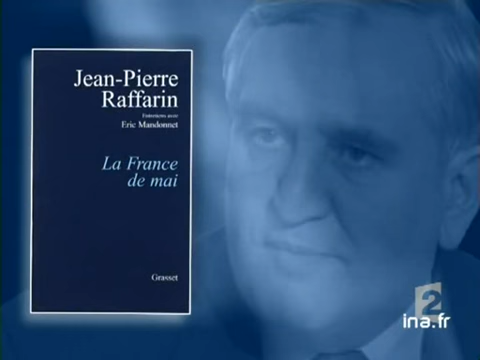 Jean-Pierre
Raffarin
Entretiens avec
Eric Mandonnet
La France
de mai
Grasset
2
ina.fr